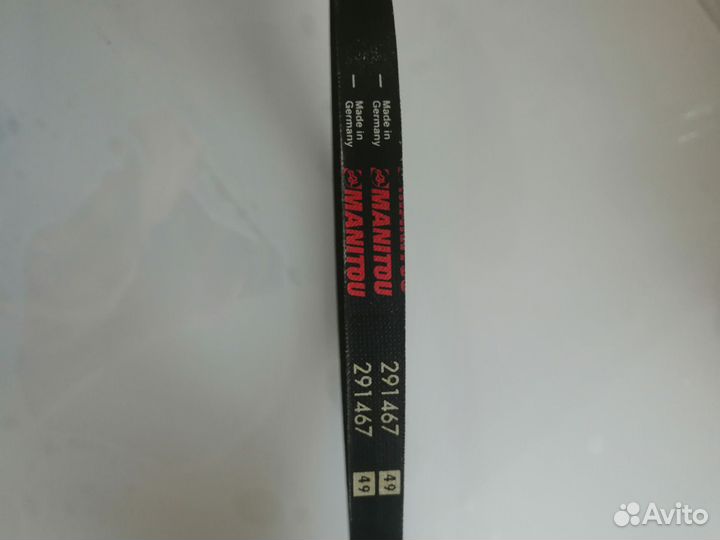 — Made in
Germany
MANITOU
291467
49
— Made in
Germany
MANITOU
291467
49
Avito